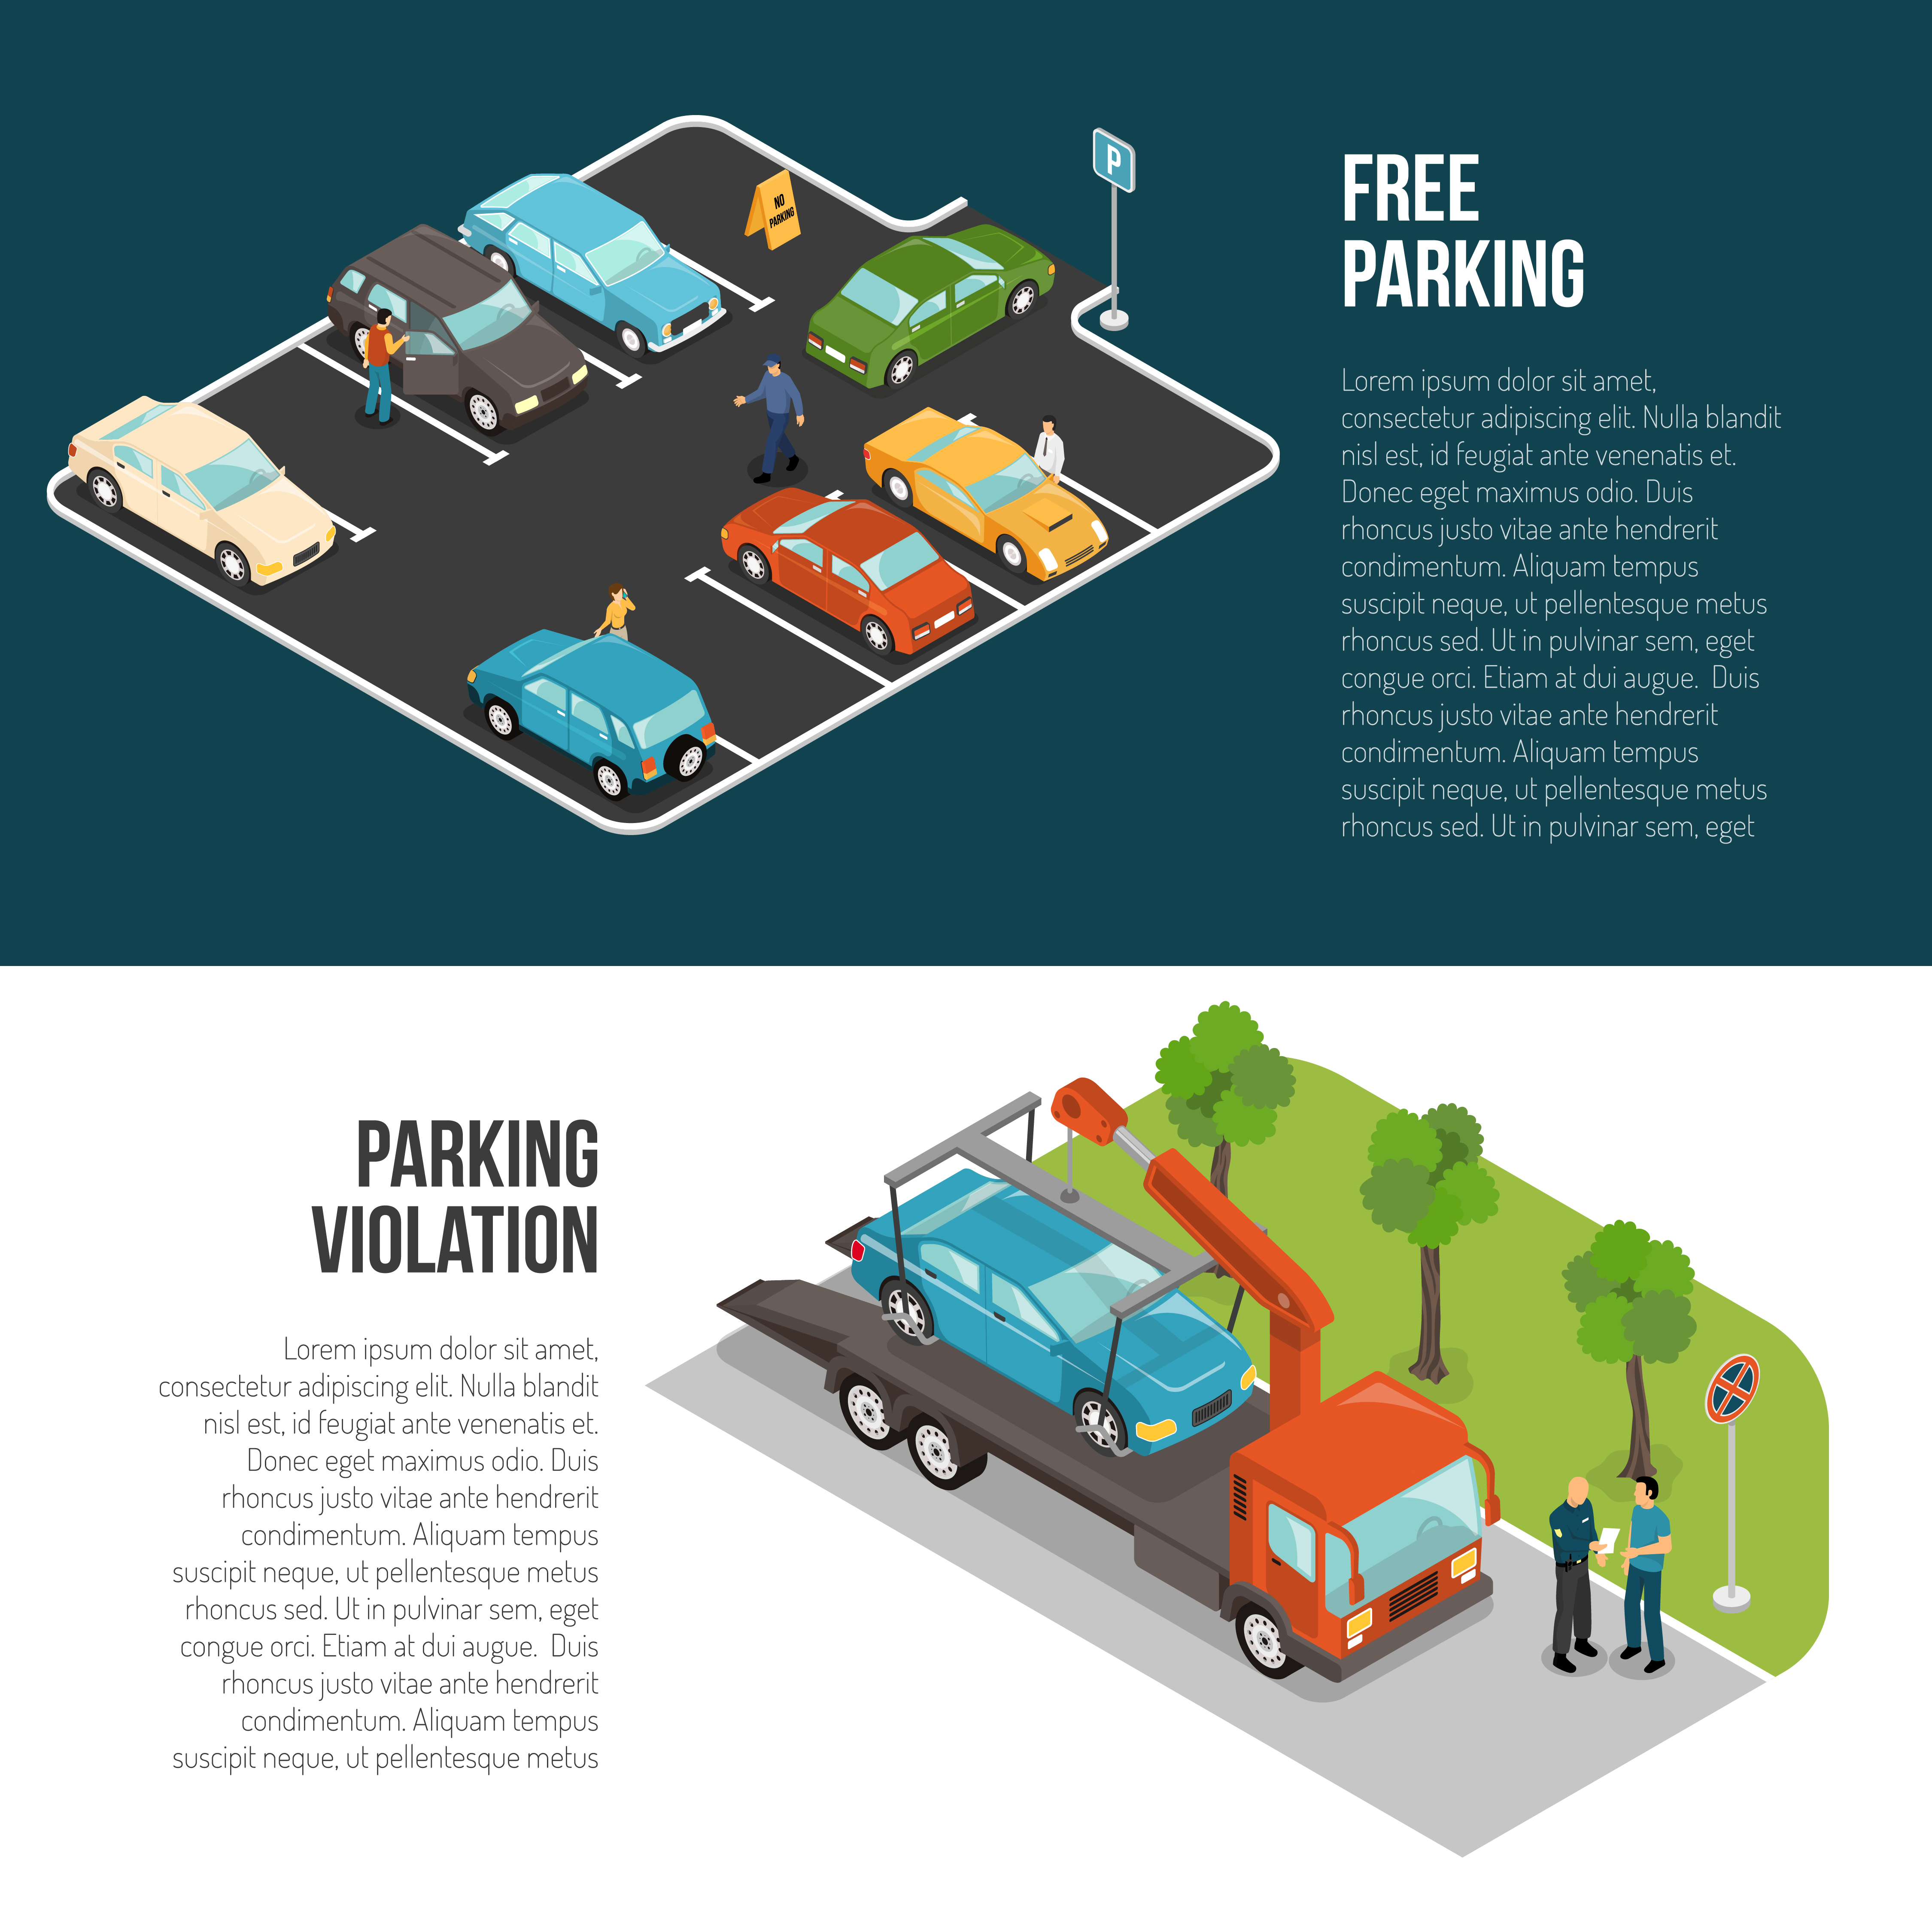 P
NO
PARKING
FREE
PARKING
Lorem ipsum dolor sit amet,
consectetur adipiscing elit. Nulla blandit
nisl est, id feugiat ante venenatis et.
Donec eget maximus odio. Duis
rhoncus justo vitae ante hendrerit
condimentum. Aliquam tempus
suscipit neque, ut pellentesque metus
rhoncus sed. Ut in pulvinar sem, eget
congue orci. Etiam at dui augue.  Duis
rhoncus justo vitae ante hendrerit
condimentum. Aliquam tempus
suscipit neque, ut pellentesque metus
rhoncus sed. Ut in pulvinar sem, eget
PARKING
VIOLATION
Lorem ipsum dolor sit amet,
consectetur adipiscing elit. Nulla blandit
nisl est, id feugiat ante venenatis et.
Donec eget maximus odio. Duis
rhoncus justo vitae ante hendrerit
condimentum. Aliquam tempus
suscipit neque, ut pellentesque metus
rhoncus sed. Ut in pulvinar sem, eget
congue orci. Etiam at dui augue.  Duis
rhoncus justo vitae ante hendrerit
condimentum. Aliquam tempus
suscipit neque, ut pellentesque metus